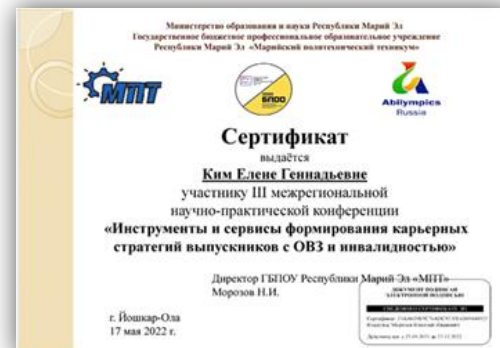 Министерство образования и науки Республики Марий Эл
Государственное бюджетное профессиональное образовательное учреждение
Республики Марий Эл «Марийский политехнический техникум»
МПТ
БПОО
Abilympics
Russia
Сертификат
выдаётся
Ким Елене Геннадьевне
участнику III межрегиональной
научно-практической конференции
«Инструменты и сервисы формирования карьерных
стратегий выпускников с ОВЗ и инвалидностью»
Директор ГБПОУ Республики Марий Эл «МПТ»
Морозов Н.И.
ДОКУМЕНТ ПОДПИСАН
ЭЛЕКТРОННОЙ ПОДПИСЬЮ
г. Йошкар-Ола
17 мая 2022 г.